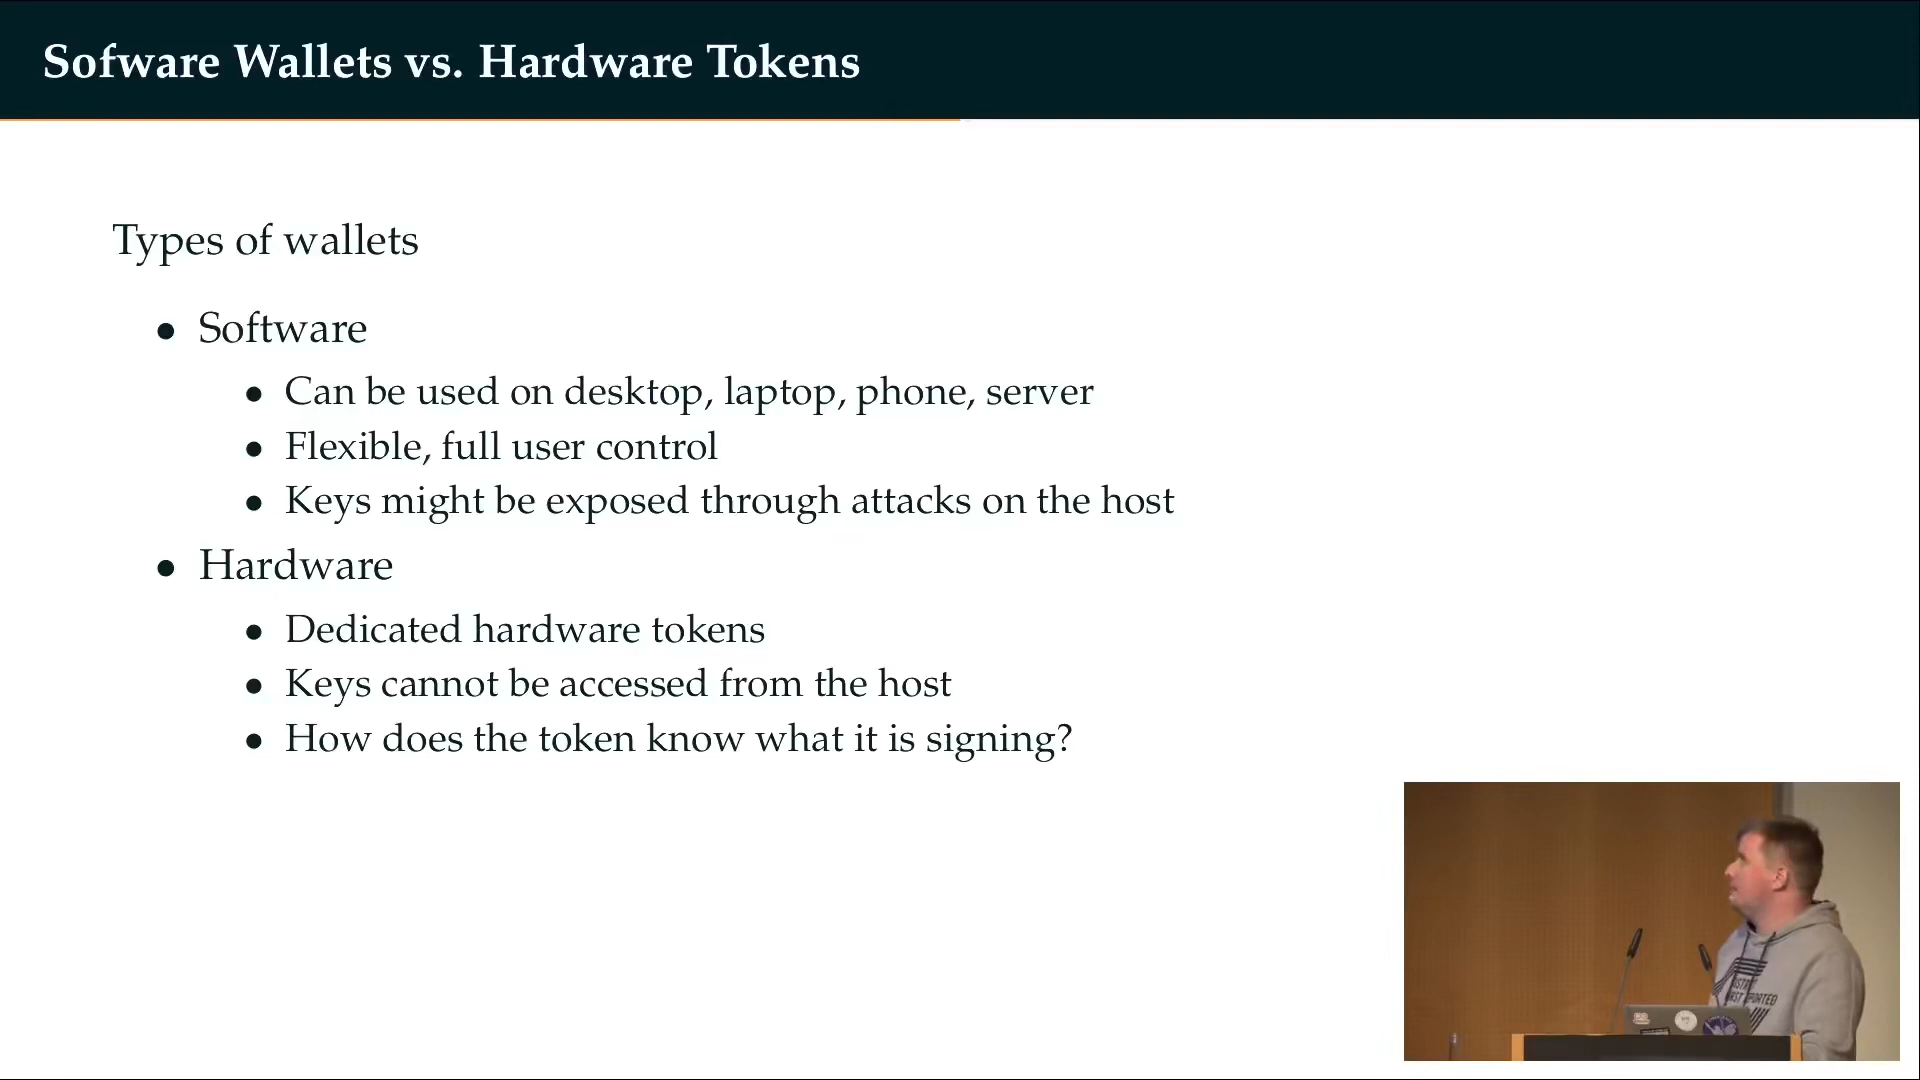 Sofware Wallets vs. Hardware Tokens
Types of wallets
• Software
• Can be used on desktop, laptop, phone, server
• Flexible, full user control
• Keys might be exposed through attacks on the host
• Hardware
• Dedicated hardware tokens
• Keys cannot be accessed from the host
• How does the token know what it is signing?